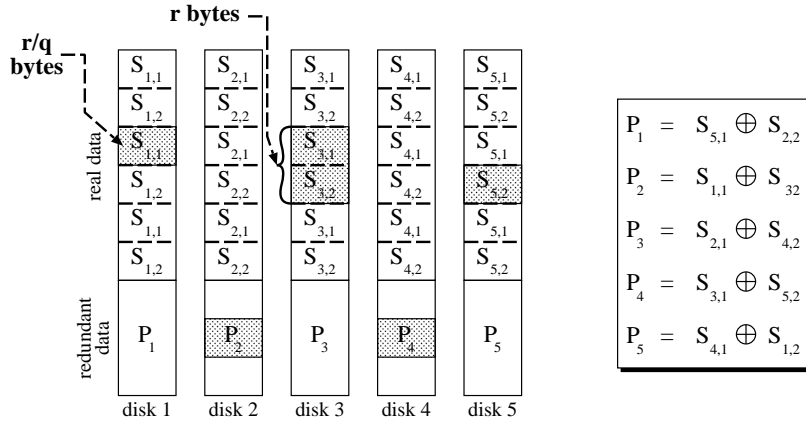 r bytes
r/q
bytes
S1,1 S2,1 S3,1 S4,1 S5,1
S1,2 S2,2 S3,2 S4,2 S5,2
S1,1 S2,1 S3,1 S4,1 S5,1
S1,2 S2,2 S3,2 S4,2 S5,2
S1,1 S2,1 S3,1 S4,1 S5,1
S1,2 S2,2 S3,2 S4,2 S5,2
real data
P1 P2 P3 P4 P5
redundant
data
disk 1 disk 2 disk 3 disk 4 disk 5
P1 = S5,1 ⊕ S2,2
P2 = S1,1 ⊕ S32
P3 = S2,1 ⊕ S4,2
P4 = S3,1 ⊕ S5,2
P5 = S4,1 ⊕ S1,2